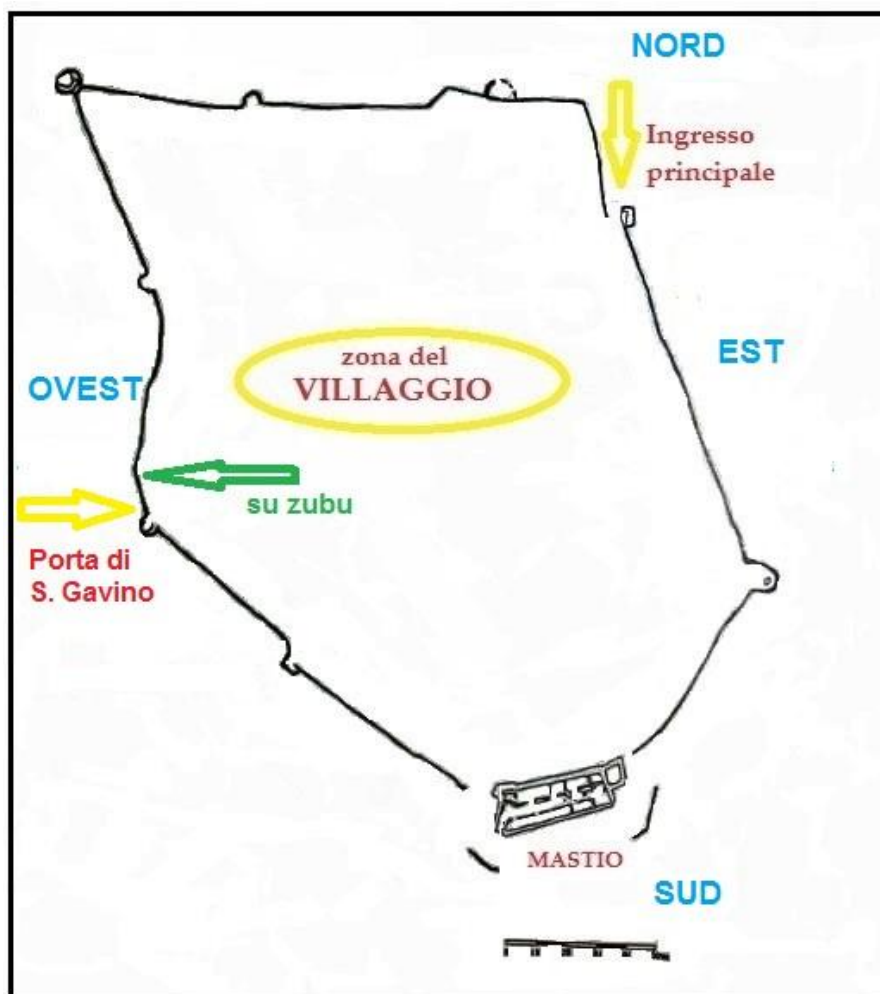 NORD
Ingresso
principale
zona del
VILLAGGIO
EST
OVEST
su zubu
Porta di
S. Gavino
MASTIO
SUD